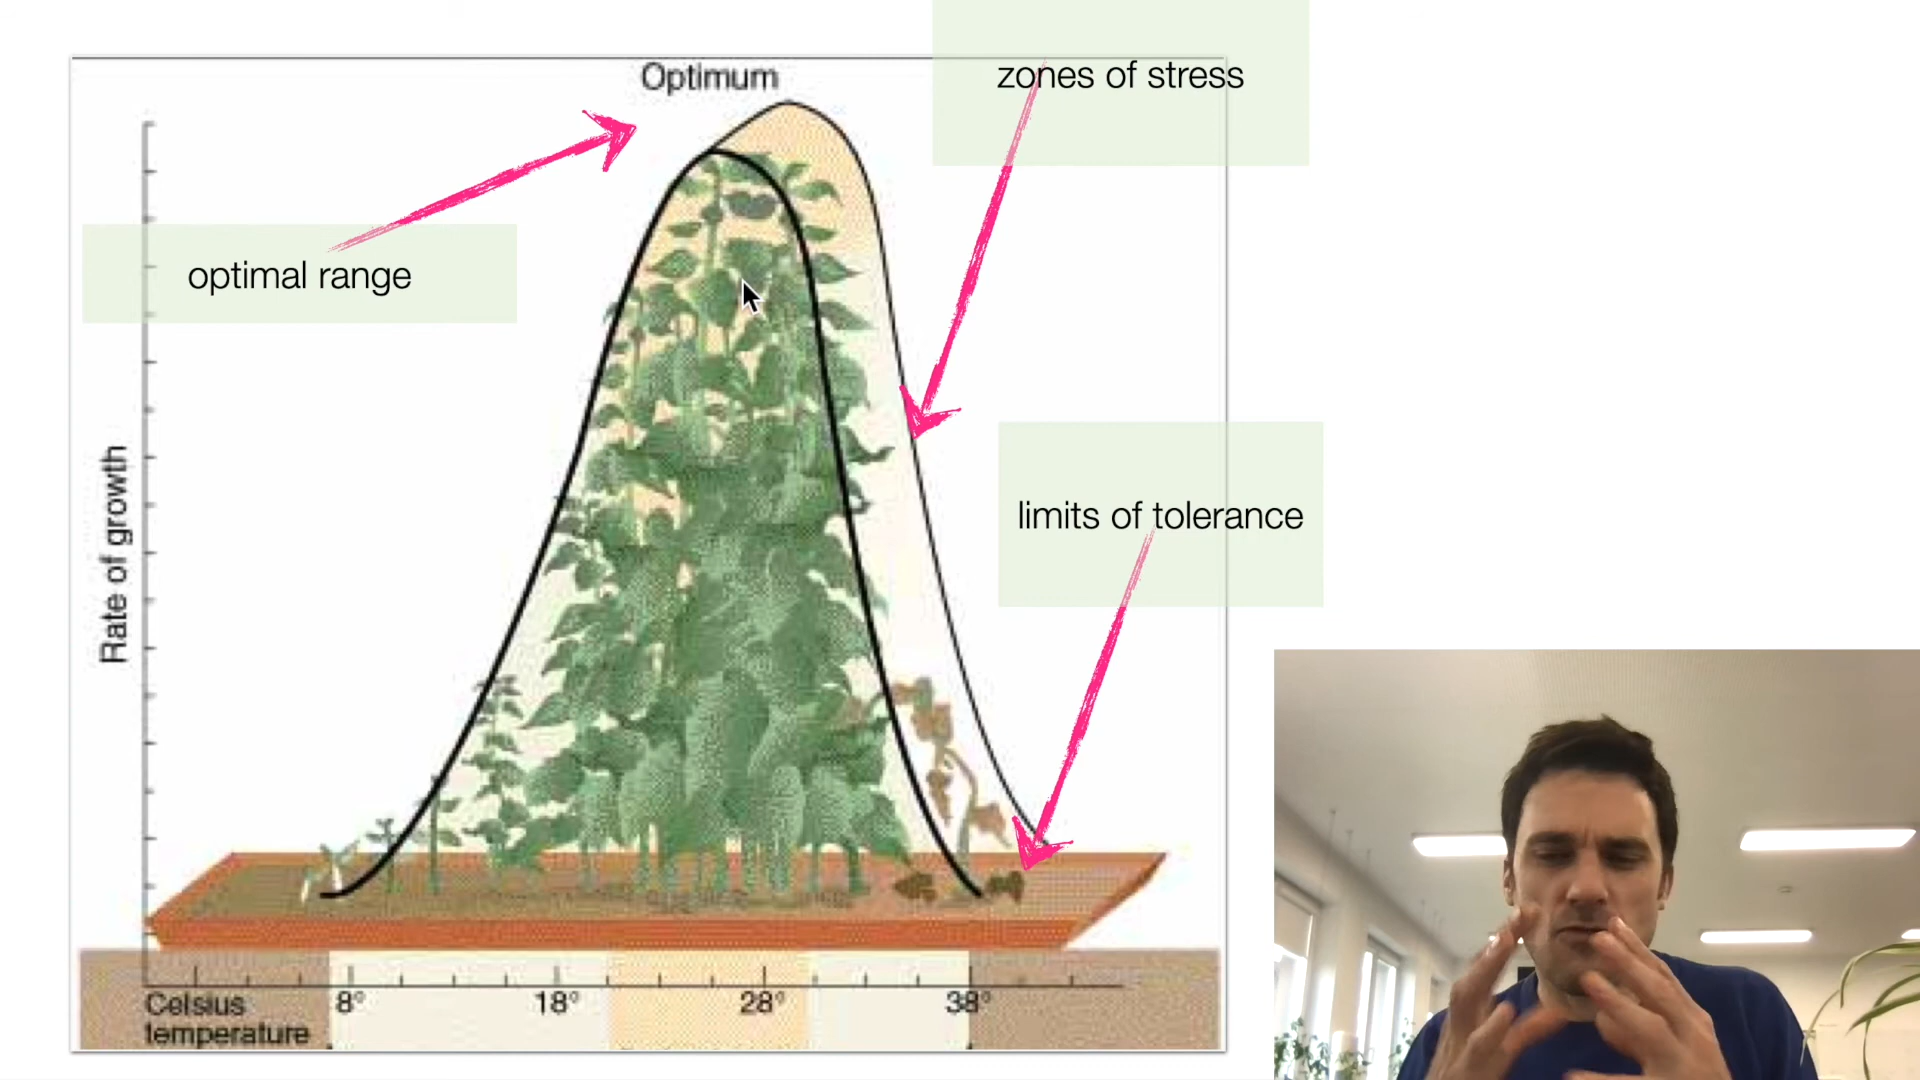 Optimum
zones of stress
optimal range
limits of tolerance
Rate of growth
8° 18° 28° 38°
Celsius
temperature